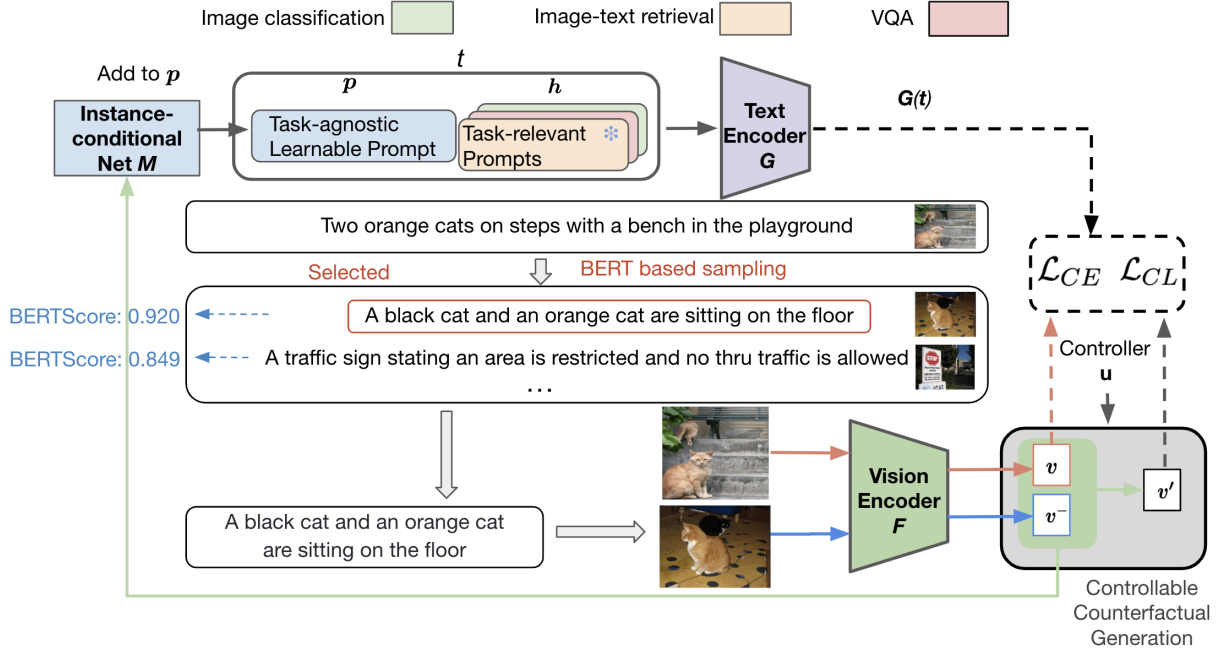 Image classification
Image-text retrieval
VQA
t
Add to p
p
h
Instance-
conditional
Net M
Task-agnostic
Learnable Prompt
Task-relevant
Prompts
Text
Encoder
G
G(t)
Two orange cats on steps with a bench in the playground
Selected
BERT based sampling
ℒCE ℒCL
BERTScore: 0.920
A black cat and an orange cat are sitting on the floor
BERTScore: 0.849
A traffic sign stating an area is restricted and no thru traffic is allowed
STOP
...
Controller
u
Vision
Encoder
F
v
v⁻
v′
A black cat and an orange cat
are sitting on the floor
Controllable
Counterfactual
Generation